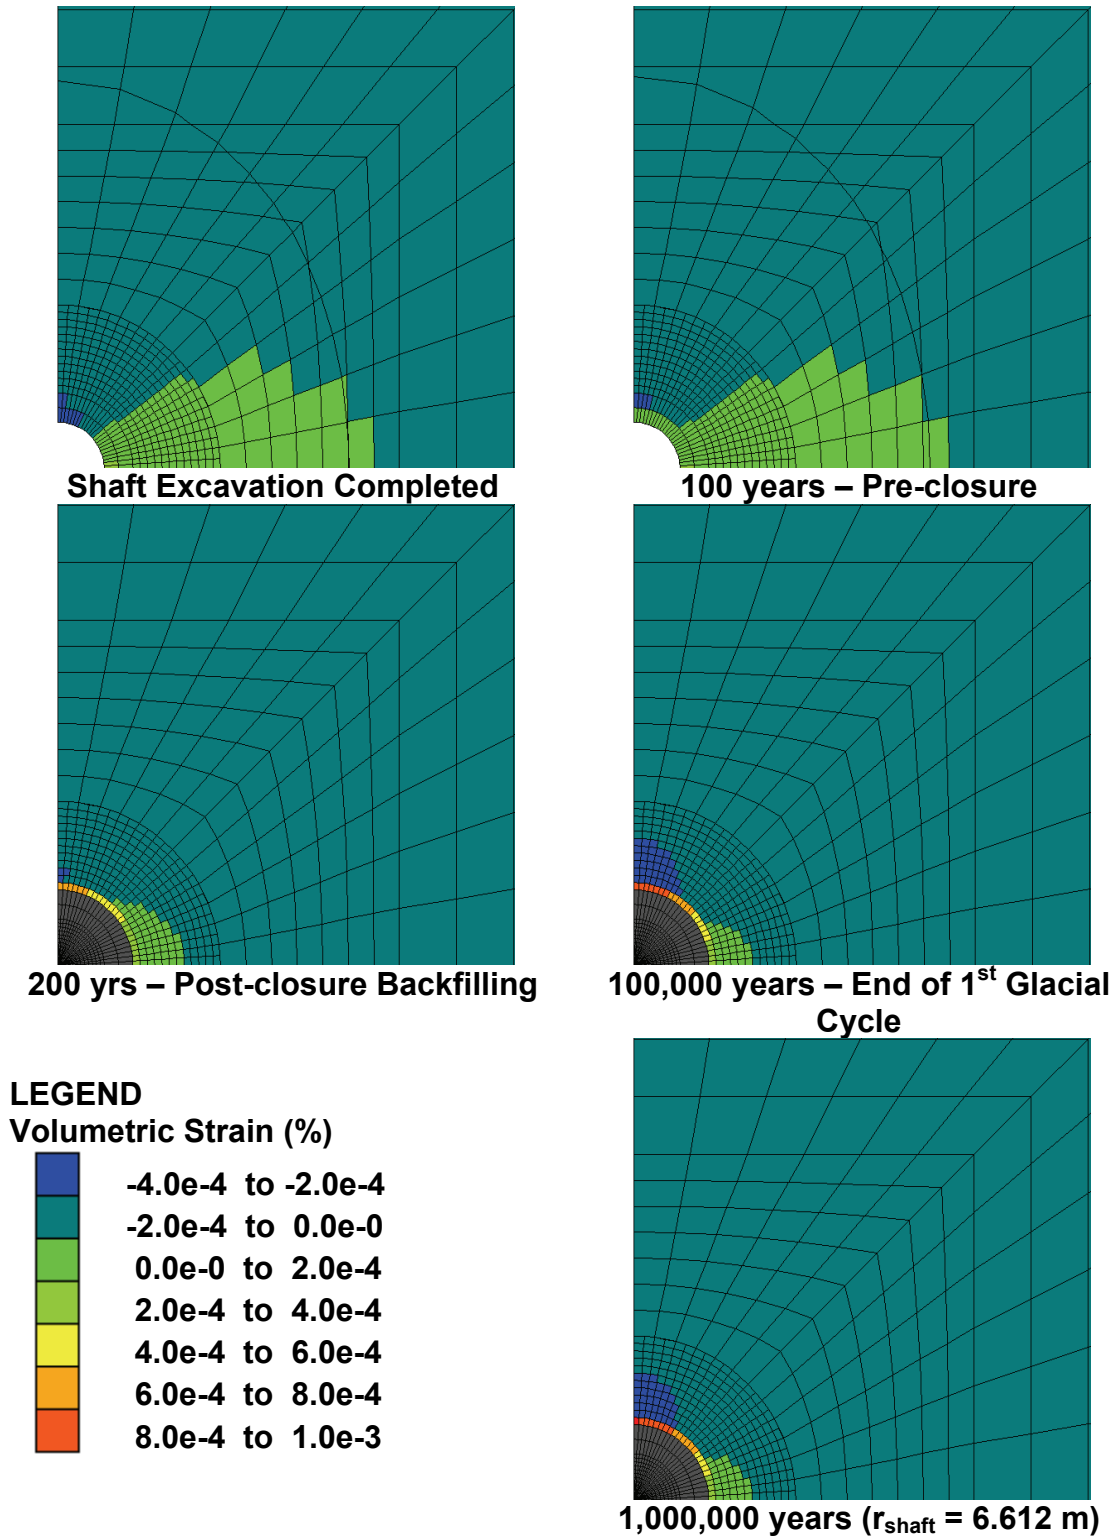 Shaft Excavation Completed
100 years – Pre-closure
200 yrs – Post-closure Backfilling
100,000 years – End of 1st Glacial
Cycle
LEGEND
Volumetric Strain (%)
-4.0e-4 to -2.0e-4
-2.0e-4 to 0.0e-0
0.0e-0 to 2.0e-4
2.0e-4 to 4.0e-4
4.0e-4 to 6.0e-4
6.0e-4 to 8.0e-4
8.0e-4 to 1.0e-3
1,000,000 years (rshaft = 6.612 m)